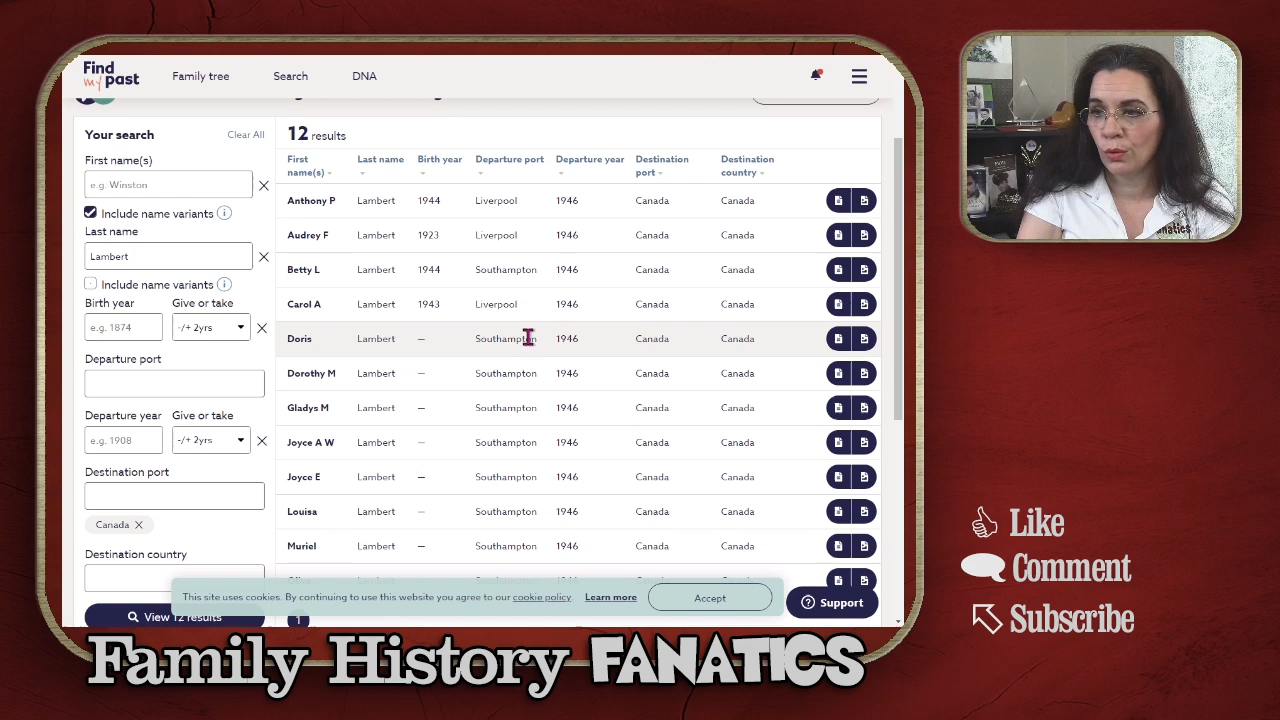 Find my past Family tree Search DNA
Your search Clear All
First name(s)
e.g. Winston
Include name variants i
Last name
Lambert
Include name variants i
Birth year Give or take
e.g. 1874 -/+ 2yrs
Departure port
Departure year Give or take
e.g. 1908 -/+ 2yrs
Destination port
Canada
Destination country
View 12 results
12 results
First name(s) Last name Birth year Departure port Departure year Destination port Destination country
Anthony P Lambert 1944 Liverpool 1946 Canada Canada
Audrey F Lambert 1923 Liverpool 1946 Canada Canada
Betty L Lambert 1944 Southampton 1946 Canada Canada
Carol A Lambert 1943 Liverpool 1946 Canada Canada
Doris Lambert — Southampton 1946 Canada Canada
Dorothy M Lambert — Southampton 1946 Canada Canada
Gladys M Lambert — Southampton 1946 Canada Canada
Joyce A W Lambert — Southampton 1946 Canada Canada
Joyce E Lambert — Southampton 1946 Canada Canada
Louisa Lambert — Southampton 1946 Canada Canada
Muriel Lambert — Southampton 1946 Canada Canada
This site uses cookies. By continuing to use this website you agree to our cookie policy. Learn more Accept
Support
1
Like
Comment
Subscribe
Family History FANATICS